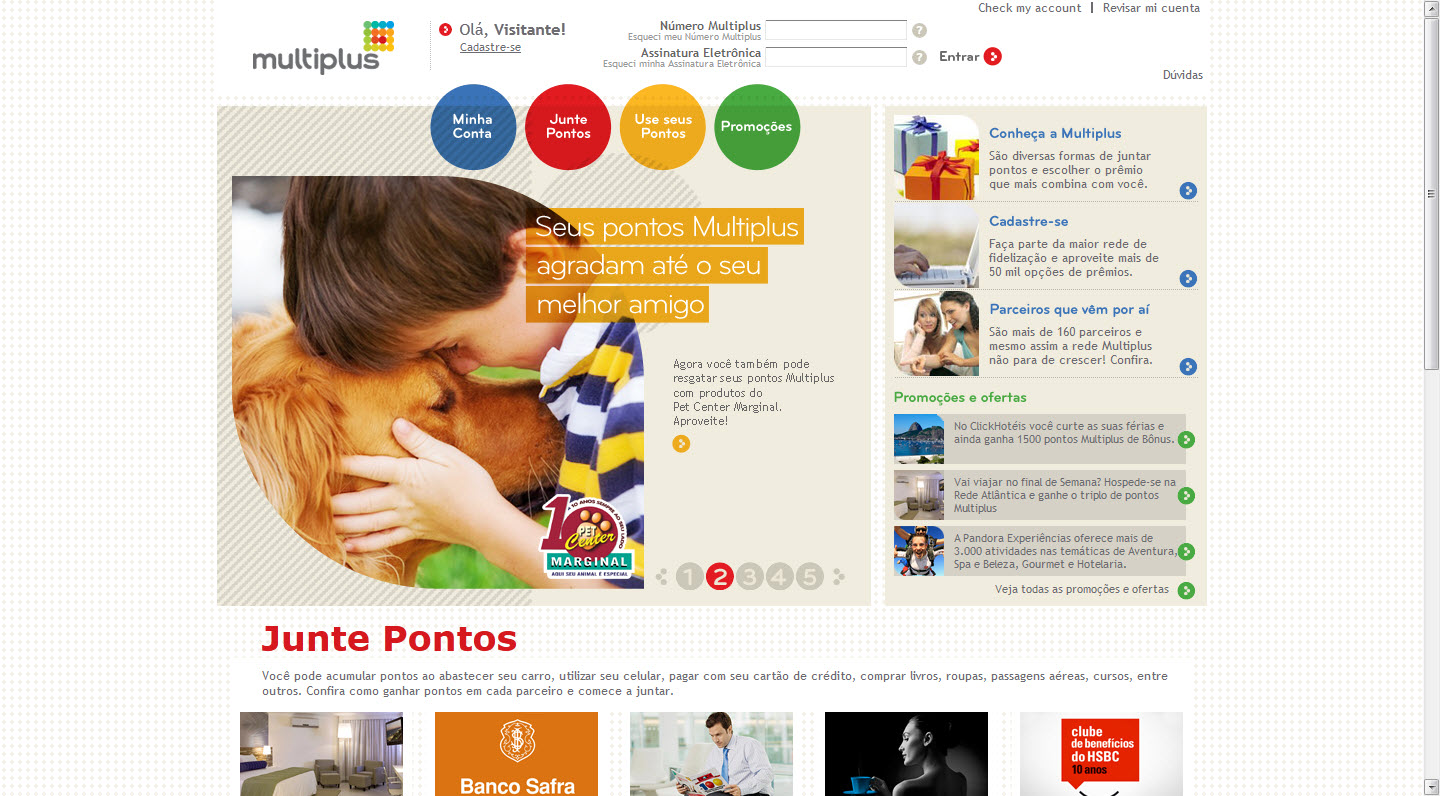 Check my account | Revisar mi cuenta
multiplus
Olá, Visitante!
Cadastre-se
Número Multiplus
Esqueci meu Número Multiplus
?
Assinatura Eletrônica
Esqueci minha Assinatura Eletrônica
?
Entrar
Dúvidas
Minha
Conta
Junte
Pontos
Use seus
Pontos
Promoções
Seus pontos Multiplus
agradam até o seu
melhor amigo
Agora você também pode
resgatar seus pontos Multiplus
com produtos do
Pet Center Marginal.
Aproveite!
10 ANOS SEMPRE AO SEU LADO
PET
Center
MARGINAL
AQUI SEU ANIMAL É ESPECIAL
1 2 3 4 5
Conheça a Multiplus
São diversas formas de juntar
pontos e escolher o prêmio
que mais combina com você.
Cadastre-se
Faça parte da maior rede de
fidelização e aproveite mais de
50 mil opções de prêmios.
Parceiros que vêm por aí
São mais de 160 parceiros e
mesmo assim a rede Multiplus
não para de crescer! Confira.
Promoções e ofertas
No ClickHotéis você curte as suas férias e
ainda ganha 1500 pontos Multiplus de Bônus.
Vai viajar no final de Semana? Hospede-se na
Rede Atlântica e ganhe o triplo de pontos
Multiplus
A Pandora Experiências oferece mais de
3.000 atividades nas temáticas de Aventura,
Spa e Beleza, Gourmet e Hotelaria.
Veja todas as promoções e ofertas
Junte Pontos
Você pode acumular pontos ao abastecer seu carro, utilizar seu celular, pagar com seu cartão de crédito, comprar livros, roupas, passagens aéreas, cursos, entre
outros. Confira como ganhar pontos em cada parceiro e comece a juntar.
Banco Safra
clube
de benefícios
do HSBC
10 anos